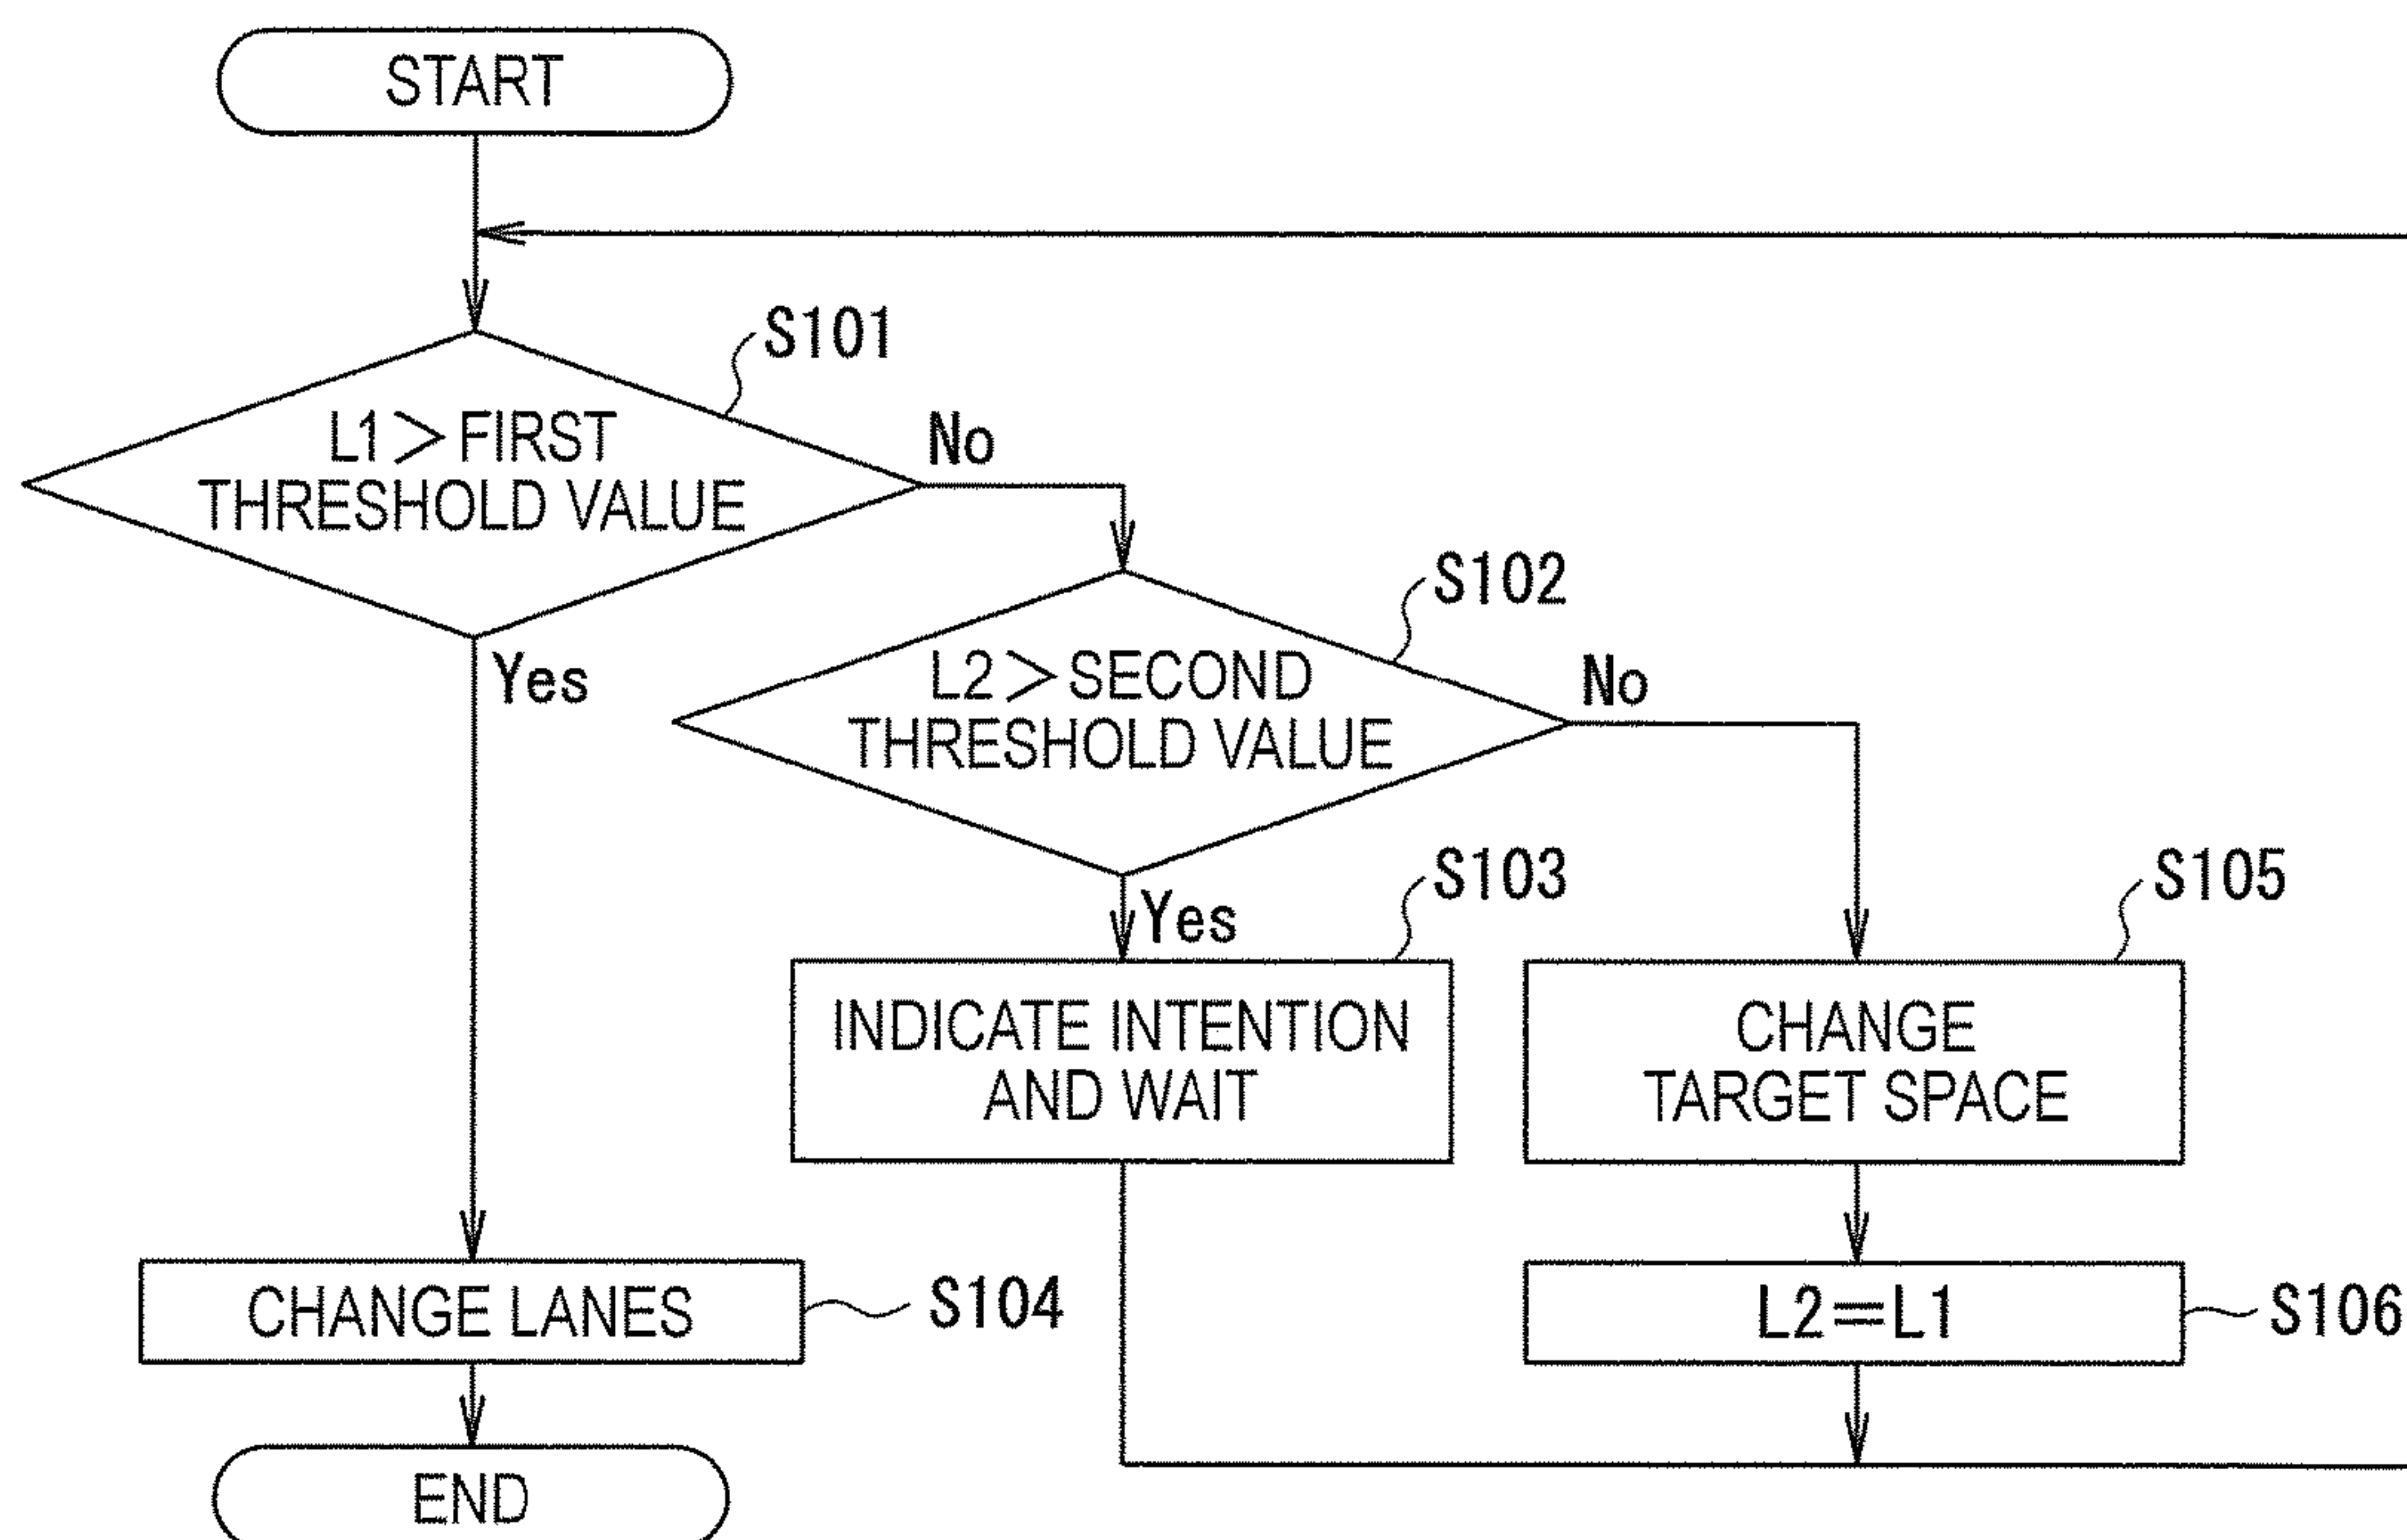 START
S101
L1>FIRST
THRESHOLD VALUE
No
Yes
S102
L2>SECOND
THRESHOLD VALUE
No
Yes
S103
INDICATE INTENTION
AND WAIT
S105
CHANGE
TARGET SPACE
CHANGE LANES
S104
L2=L1
S106
END